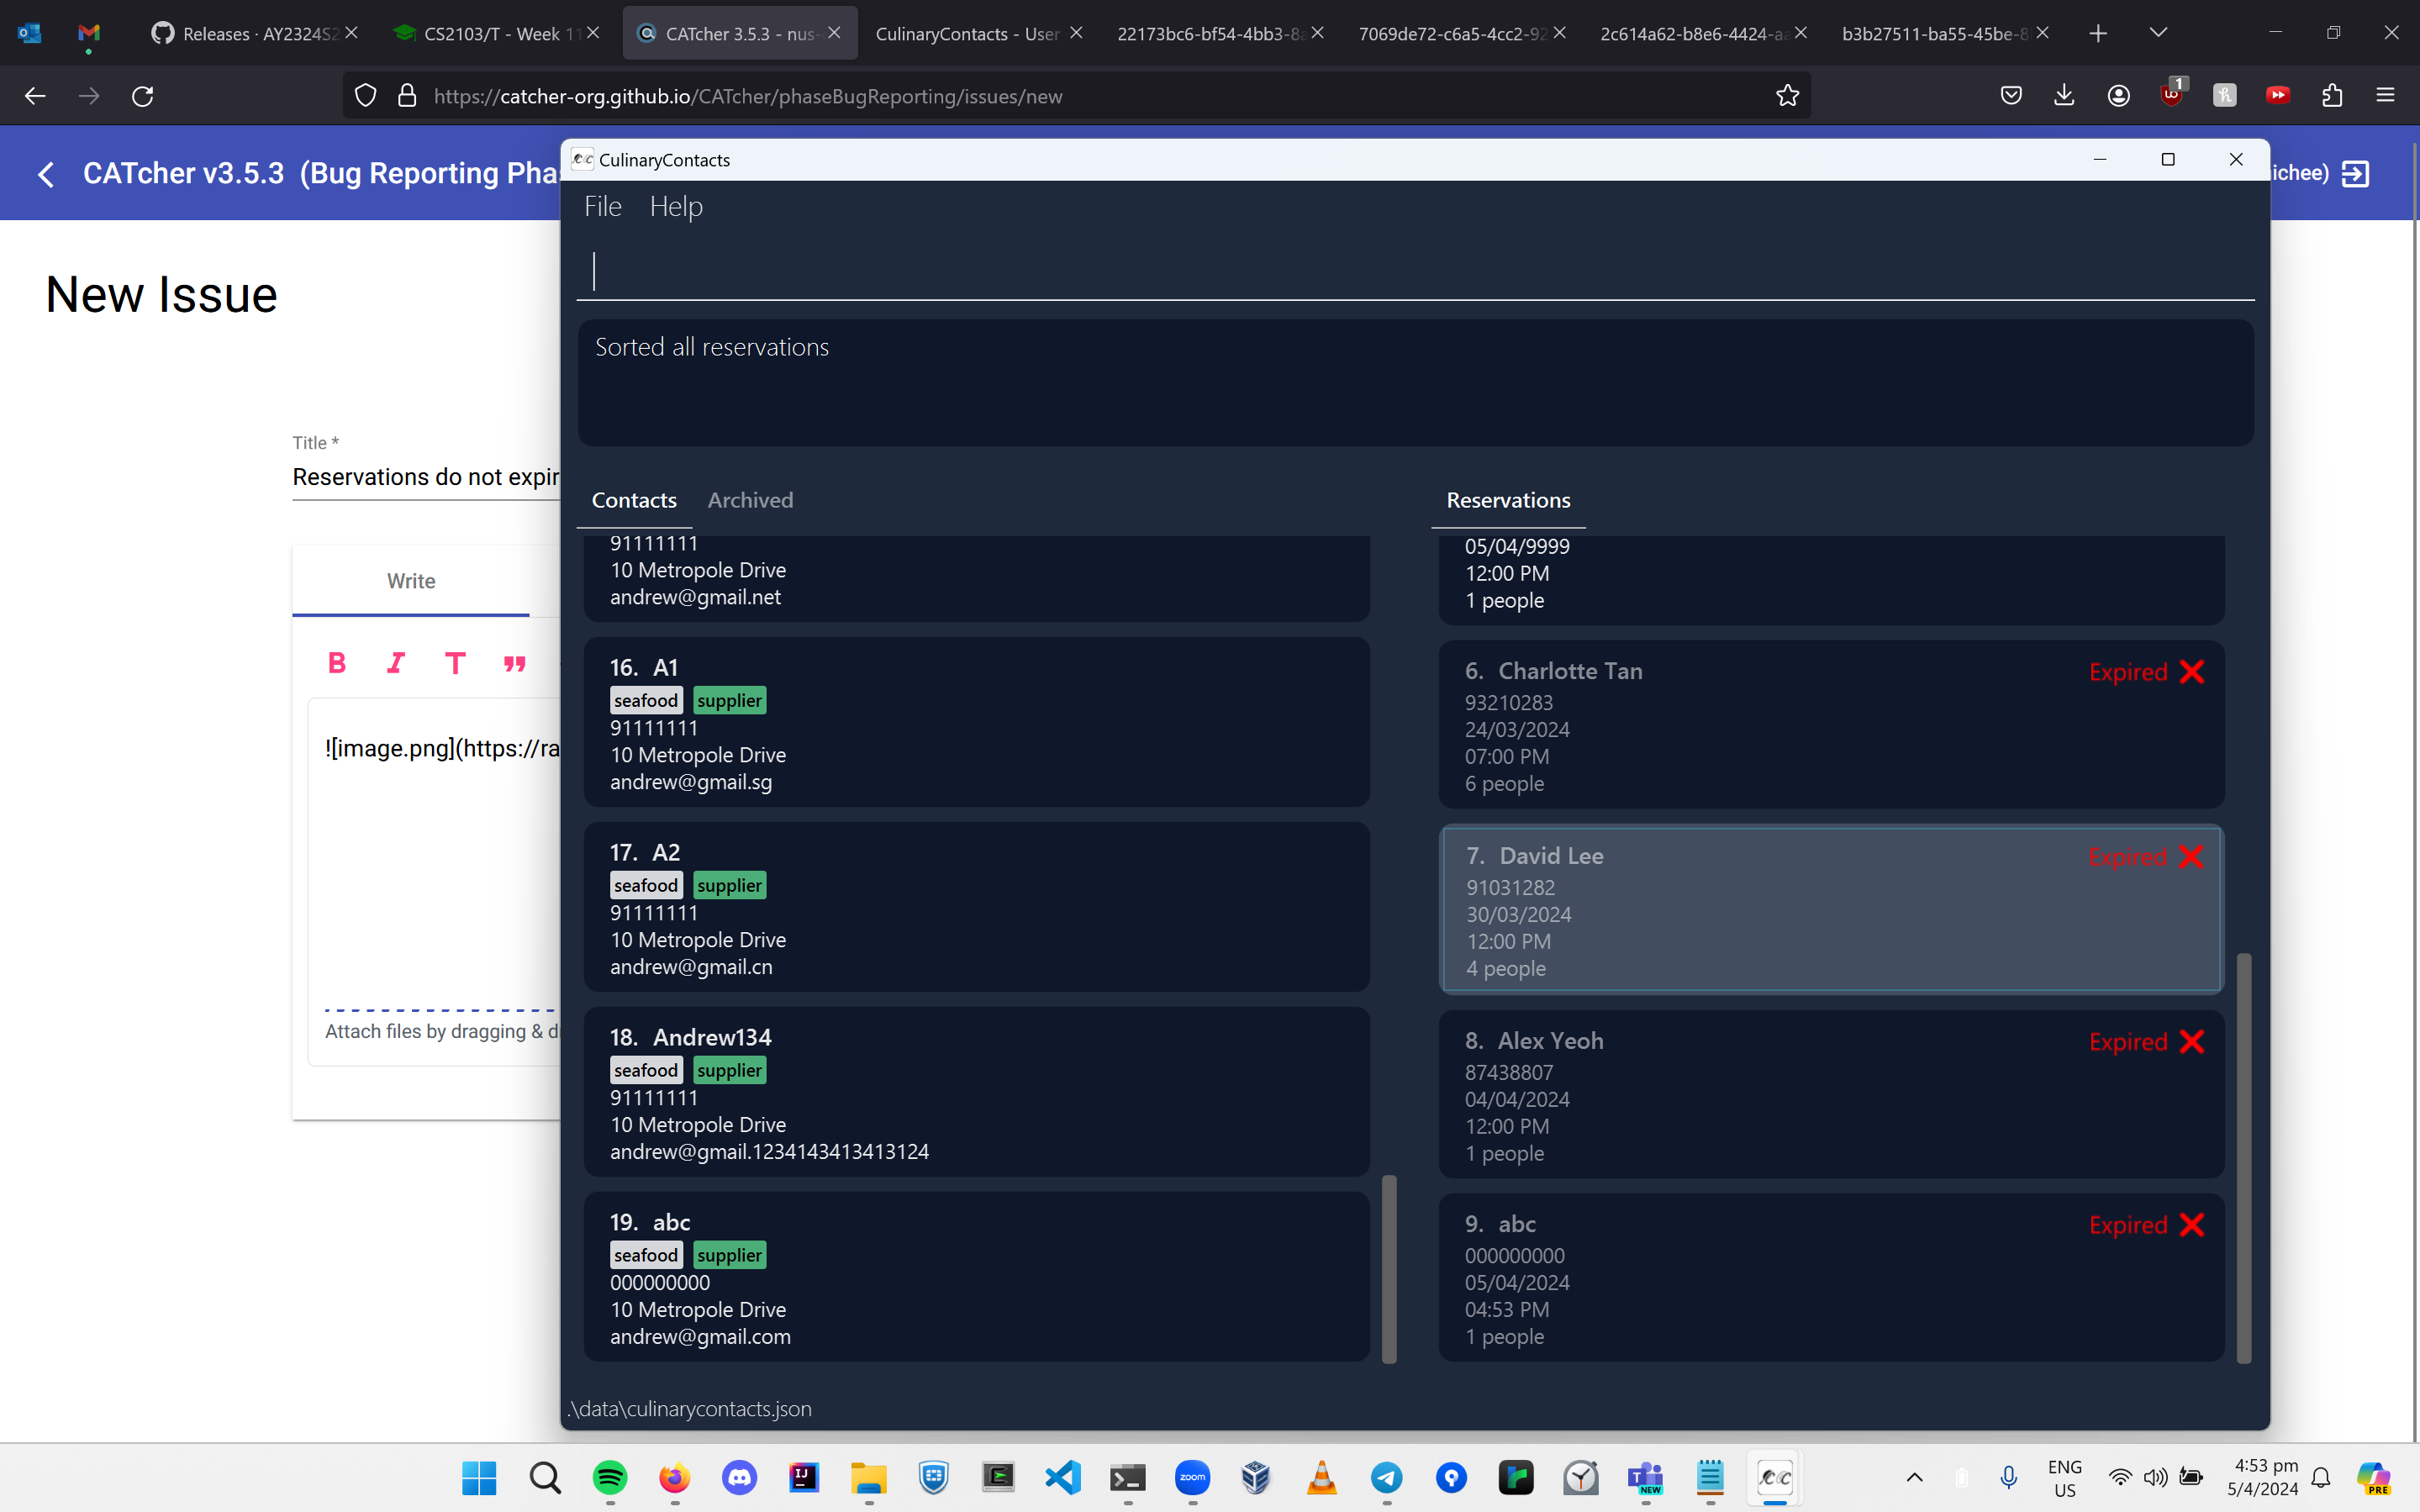 Releases · AY2324S2
CS2103/T - Week 11
CATcher 3.5.3 - nus-
CulinaryContacts - User
22173bc6-bf54-4bb3-8a
7069de72-c6a5-4cc2-92
2c614a62-b8e6-4424-aa
b3b27511-ba55-45be-8
https://catcher-org.github.io/CATcher/phaseBugReporting/issues/new
1
CATcher v3.5.3 (Bug Reporting Pha
ichee)
New Issue
Title *
Reservations do not expir
Write
B I T
![image.png](https://ra
Attach files by dragging & d
CulinaryContacts
File Help
Sorted all reservations
Contacts Archived
91111111
10 Metropole Drive
andrew@gmail.net
16. A1
seafood supplier
91111111
10 Metropole Drive
andrew@gmail.sg
17. A2
seafood supplier
91111111
10 Metropole Drive
andrew@gmail.cn
18. Andrew134
seafood supplier
91111111
10 Metropole Drive
andrew@gmail.1234143413413124
19. abc
seafood supplier
000000000
10 Metropole Drive
andrew@gmail.com
Reservations
05/04/9999
12:00 PM
1 people
6. Charlotte Tan
Expired
93210283
24/03/2024
07:00 PM
6 people
7. David Lee
Expired
91031282
30/03/2024
12:00 PM
4 people
8. Alex Yeoh
Expired
87438807
04/04/2024
12:00 PM
1 people
9. abc
Expired
000000000
05/04/2024
04:53 PM
1 people
.\data\culinarycontacts.json
zoom
NEW
ENG
US
4:53 pm
5/4/2024
PRE